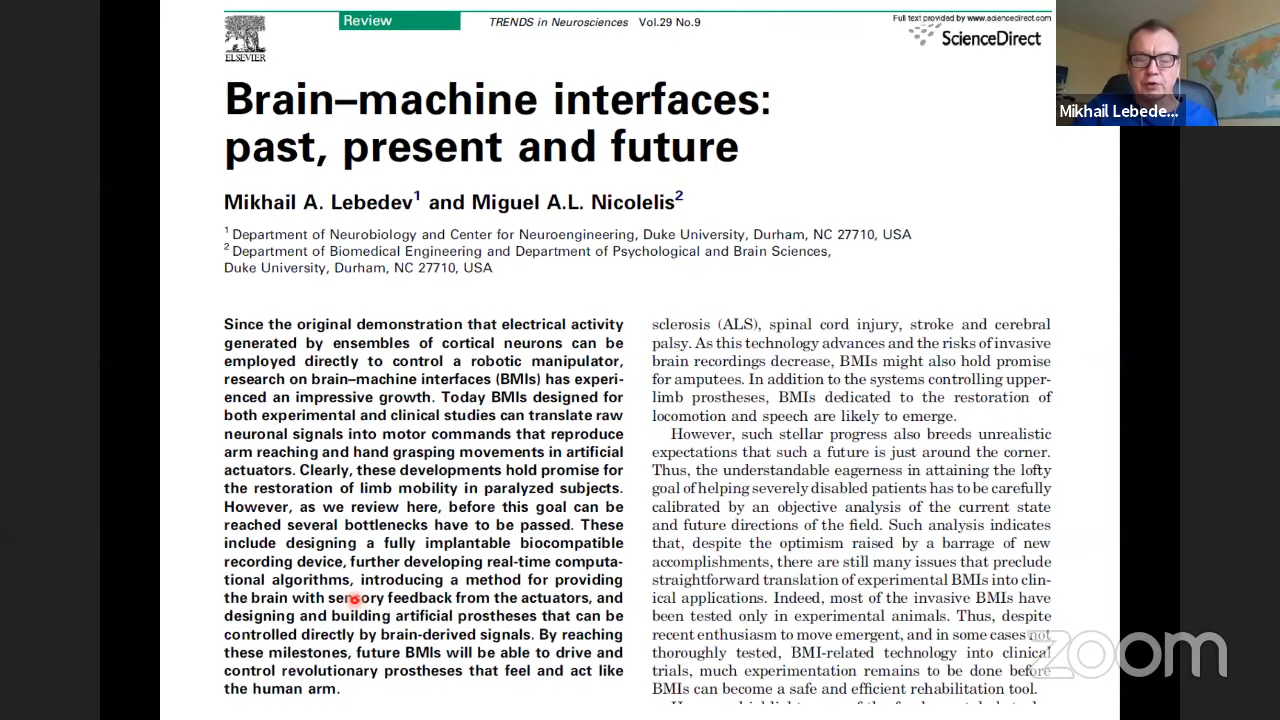 Review
TRENDS in Neurosciences Vol.29 No.9
Full text provided by www.sciencedirect.com
ScienceDirect
ELSEVIER
Brain–machine interfaces:
past, present and future
Mikhail A. Lebedev1 and Miguel A.L. Nicolelis2
1 Department of Neurobiology and Center for Neuroengineering, Duke University, Durham, NC 27710, USA
2 Department of Biomedical Engineering and Department of Psychological and Brain Sciences,
Duke University, Durham, NC 27710, USA
Since the original demonstration that electrical activity
generated by ensembles of cortical neurons can be
employed directly to control a robotic manipulator,
research on brain–machine interfaces (BMIs) has experi-
enced an impressive growth. Today BMIs designed for
both experimental and clinical studies can translate raw
neuronal signals into motor commands that reproduce
arm reaching and hand grasping movements in artificial
actuators. Clearly, these developments hold promise for
the restoration of limb mobility in paralyzed subjects.
However, as we review here, before this goal can be
reached several bottlenecks have to be passed. These
include designing a fully implantable biocompatible
recording device, further developing real-time computa-
tional algorithms, introducing a method for providing
the brain with sensory feedback from the actuators, and
designing and building artificial prostheses that can be
controlled directly by brain-derived signals. By reaching
these milestones, future BMIs will be able to drive and
control revolutionary prostheses that feel and act like
the human arm.
sclerosis (ALS), spinal cord injury, stroke and cerebral
palsy. As this technology advances and the risks of invasive
brain recordings decrease, BMIs might also hold promise
for amputees. In addition to the systems controlling upper-
limb prostheses, BMIs dedicated to the restoration of
locomotion and speech are likely to emerge.
However, such stellar progress also breeds unrealistic
expectations that such a future is just around the corner.
Thus, the understandable eagerness in attaining the lofty
goal of helping severely disabled patients has to be carefully
calibrated by an objective analysis of the current state
and future directions of the field. Such analysis indicates
that, despite the optimism raised by a barrage of new
accomplishments, there are still many issues that preclude
straightforward translation of experimental BMIs into clin-
ical applications. Indeed, most of the invasive BMIs have
been tested only in experimental animals. Thus, despite
recent enthusiasm to move emergent, and in some cases not
thoroughly tested, BMI-related technology into clinical
trials, much experimentation remains to be done before
BMIs can become a safe and efficient rehabilitation tool.
Mikhail Lebede...
zoom